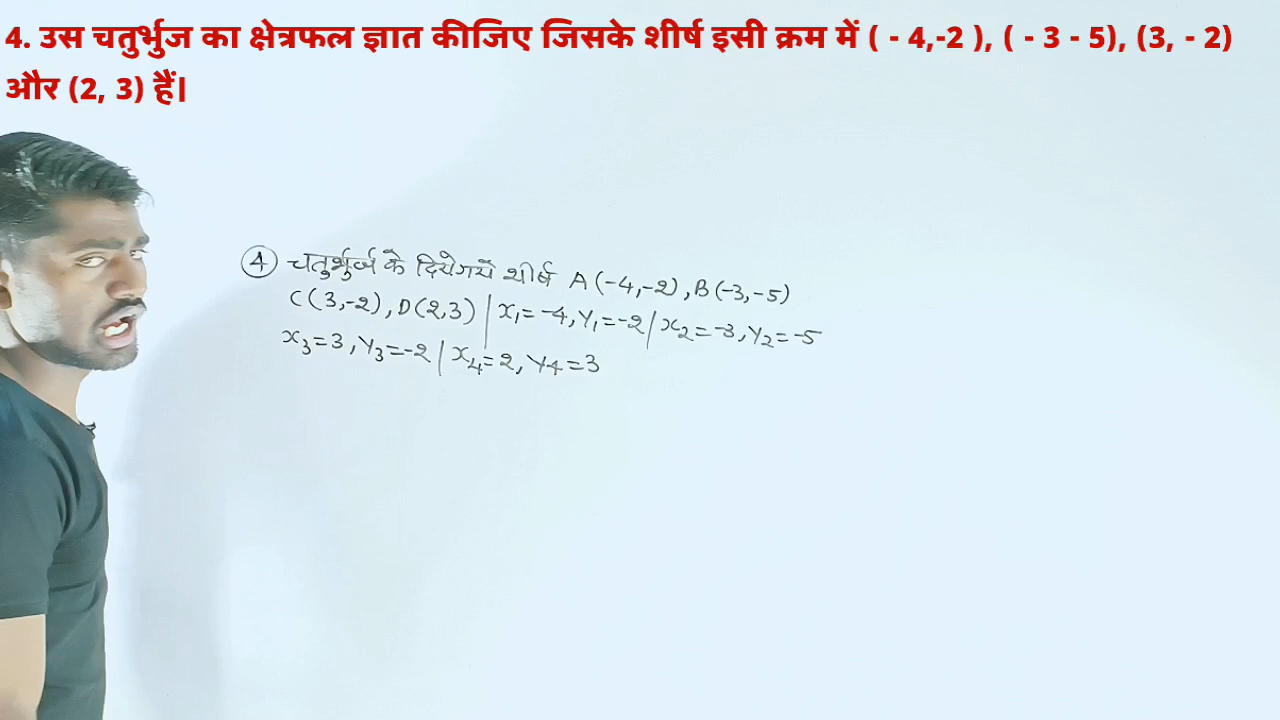 4. उस चतुर्भुज का क्षेत्रफल ज्ञात कीजिए जिसके शीर्ष इसी क्रम में ( - 4,-2 ), ( - 3 - 5), (3, - 2)
और (2, 3) हैं।
④ चतुर्भुर्ज के दियेगये शीर्ष A(-4,-2), B(-3,-5)
C(3,-2), D(2,3) | x₁=-4, y₁=-2 | x₂=-3, y₂=-5
x₃=3, y₃=-2 | x₄=2, y4=3